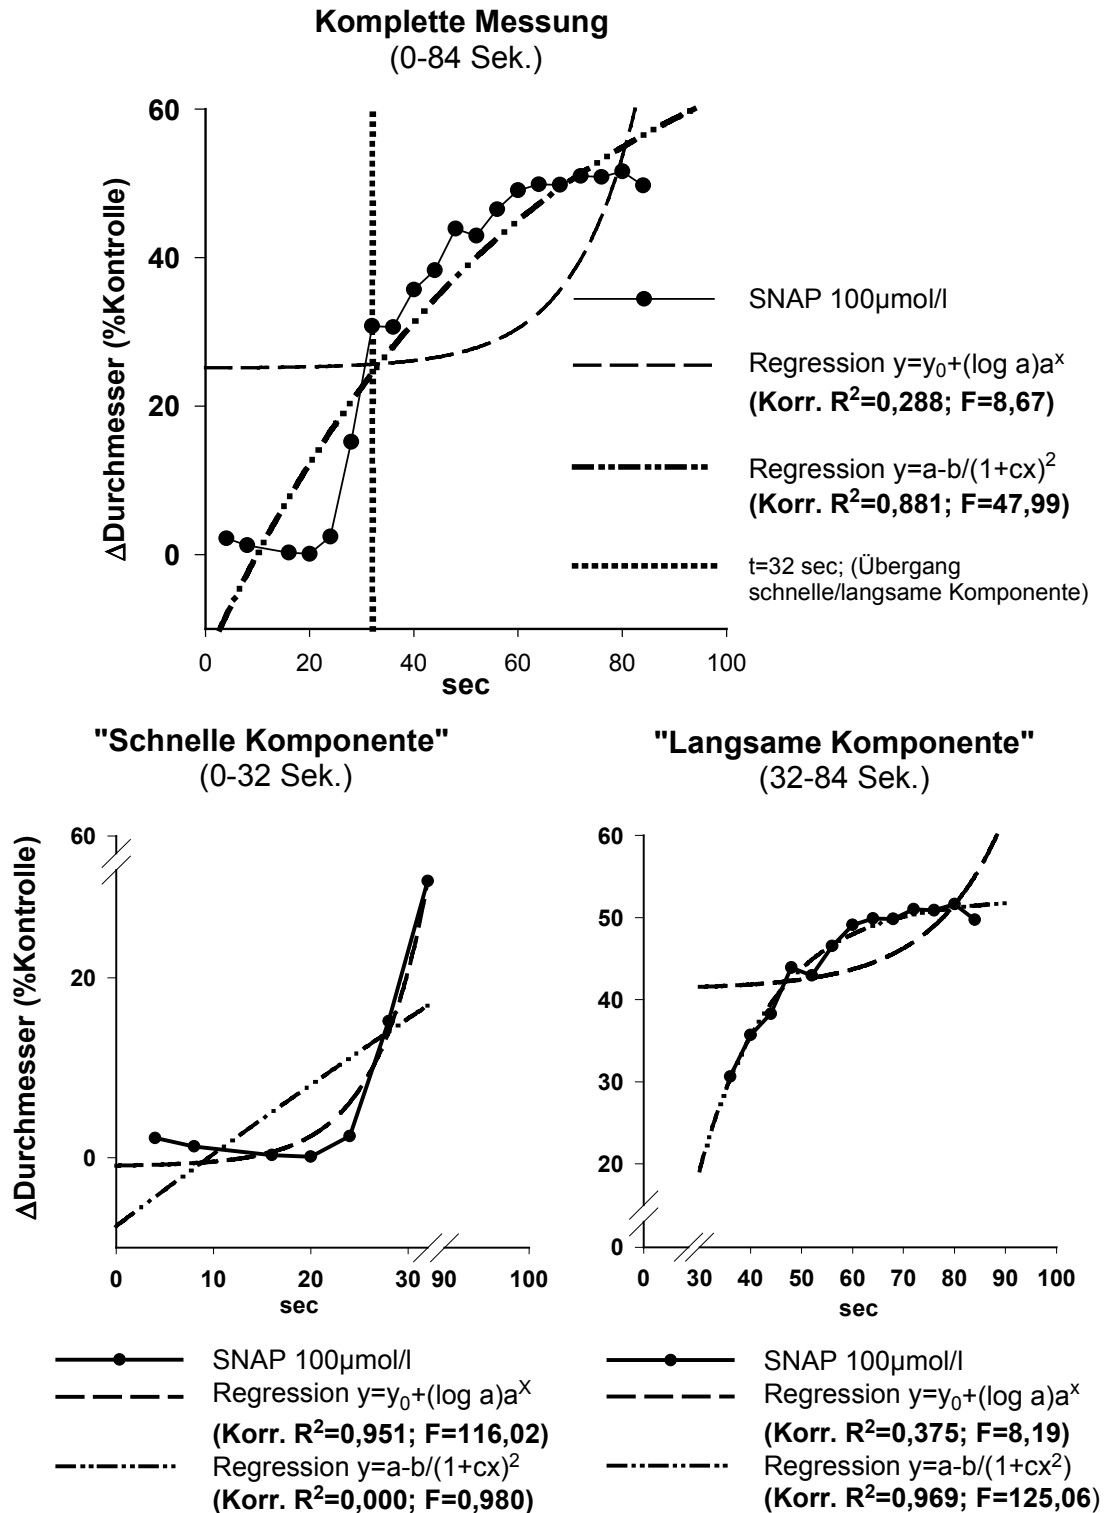 Komplette Messung
(0-84 Sek.)
ΔDurchmesser (%Kontrolle)
60
40
20
0
0 20 40 60 80 100
sec
SNAP 100µmol/l
Regression y=y₀+(log a)aˣ
(Korr. R²=0,288; F=8,67)
Regression y=a-b/(1+cx)²
(Korr. R²=0,881; F=47,99)
t=32 sec; (Übergang
schnelle/langsame Komponente)
"Schnelle Komponente"
(0-32 Sek.)
ΔDurchmesser (%Kontrolle)
60
20
0
0 10 20 30 90 100
sec
SNAP 100µmol/l
Regression y=y₀+(log a)aˣ
(Korr. R²=0,951; F=116,02)
Regression y=a-b/(1+cx)²
(Korr. R²=0,000; F=0,980)
"Langsame Komponente"
(32-84 Sek.)
60
50
40
30
20
0
0 30 40 50 60 70 80 90 100
sec
SNAP 100µmol/l
Regression y=y₀+(log a)aˣ
(Korr. R²=0,375; F=8,19)
Regression y=a-b/(1+cx²)
(Korr. R²=0,969; F=125,06)